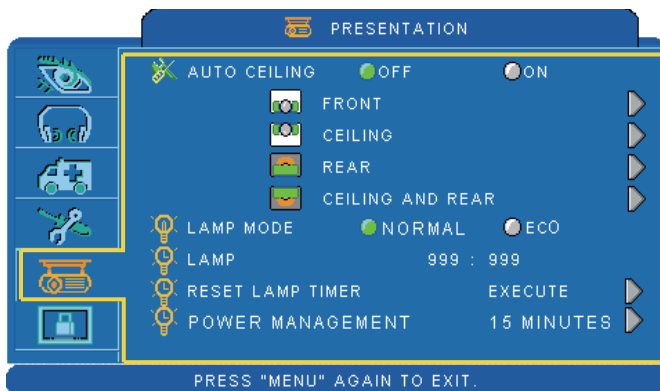 PRESENTATION
AUTO CEILING OFF ON
FRONT
CEILING
REAR
CEILING AND REAR
LAMP MODE NORMAL ECO
LAMP 999 : 999
RESET LAMP TIMER EXECUTE
POWER MANAGEMENT 15 MINUTES
PRESS "MENU" AGAIN TO EXIT.